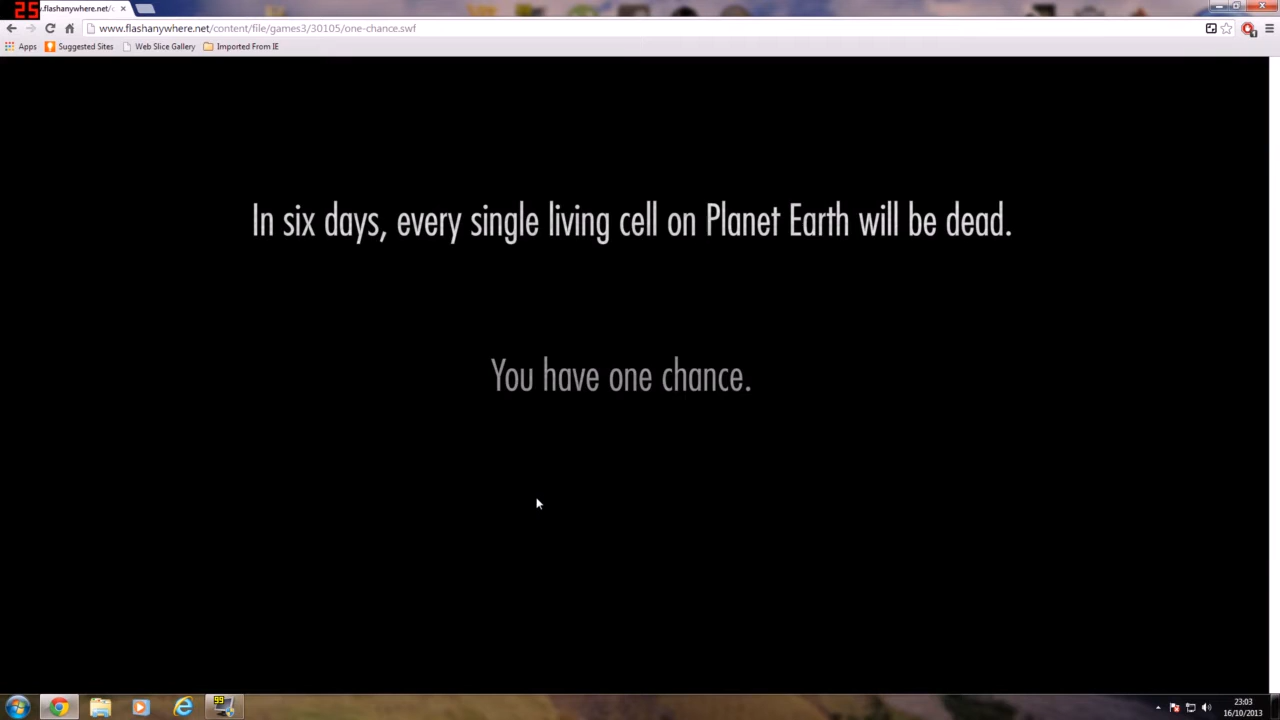 25
.flashanywhere.net/
www.flashanywhere.net/content/file/games3/30105/one-chance.swf
Apps Suggested Sites Web Slice Gallery Imported From IE
In six days, every single living cell on Planet Earth will be dead.
You have one chance.
99
23:03
16/10/2013